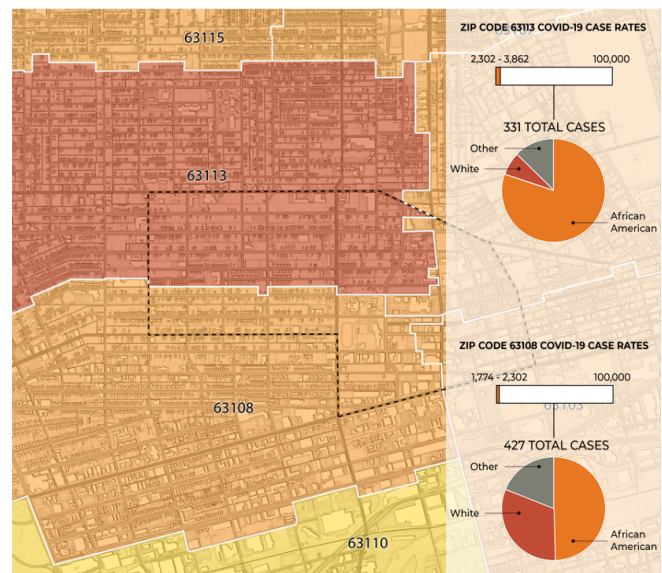 63115
63113
63108
63110
ZIP CODE 63113 COVID-19 CASE RATES
2,302 - 3,862
100,000
331 TOTAL CASES
Other
White
African
American
ZIP CODE 63108 COVID-19 CASE RATES
1,774 - 2,302
100,000
63103
427 TOTAL CASES
Other
White
African
American